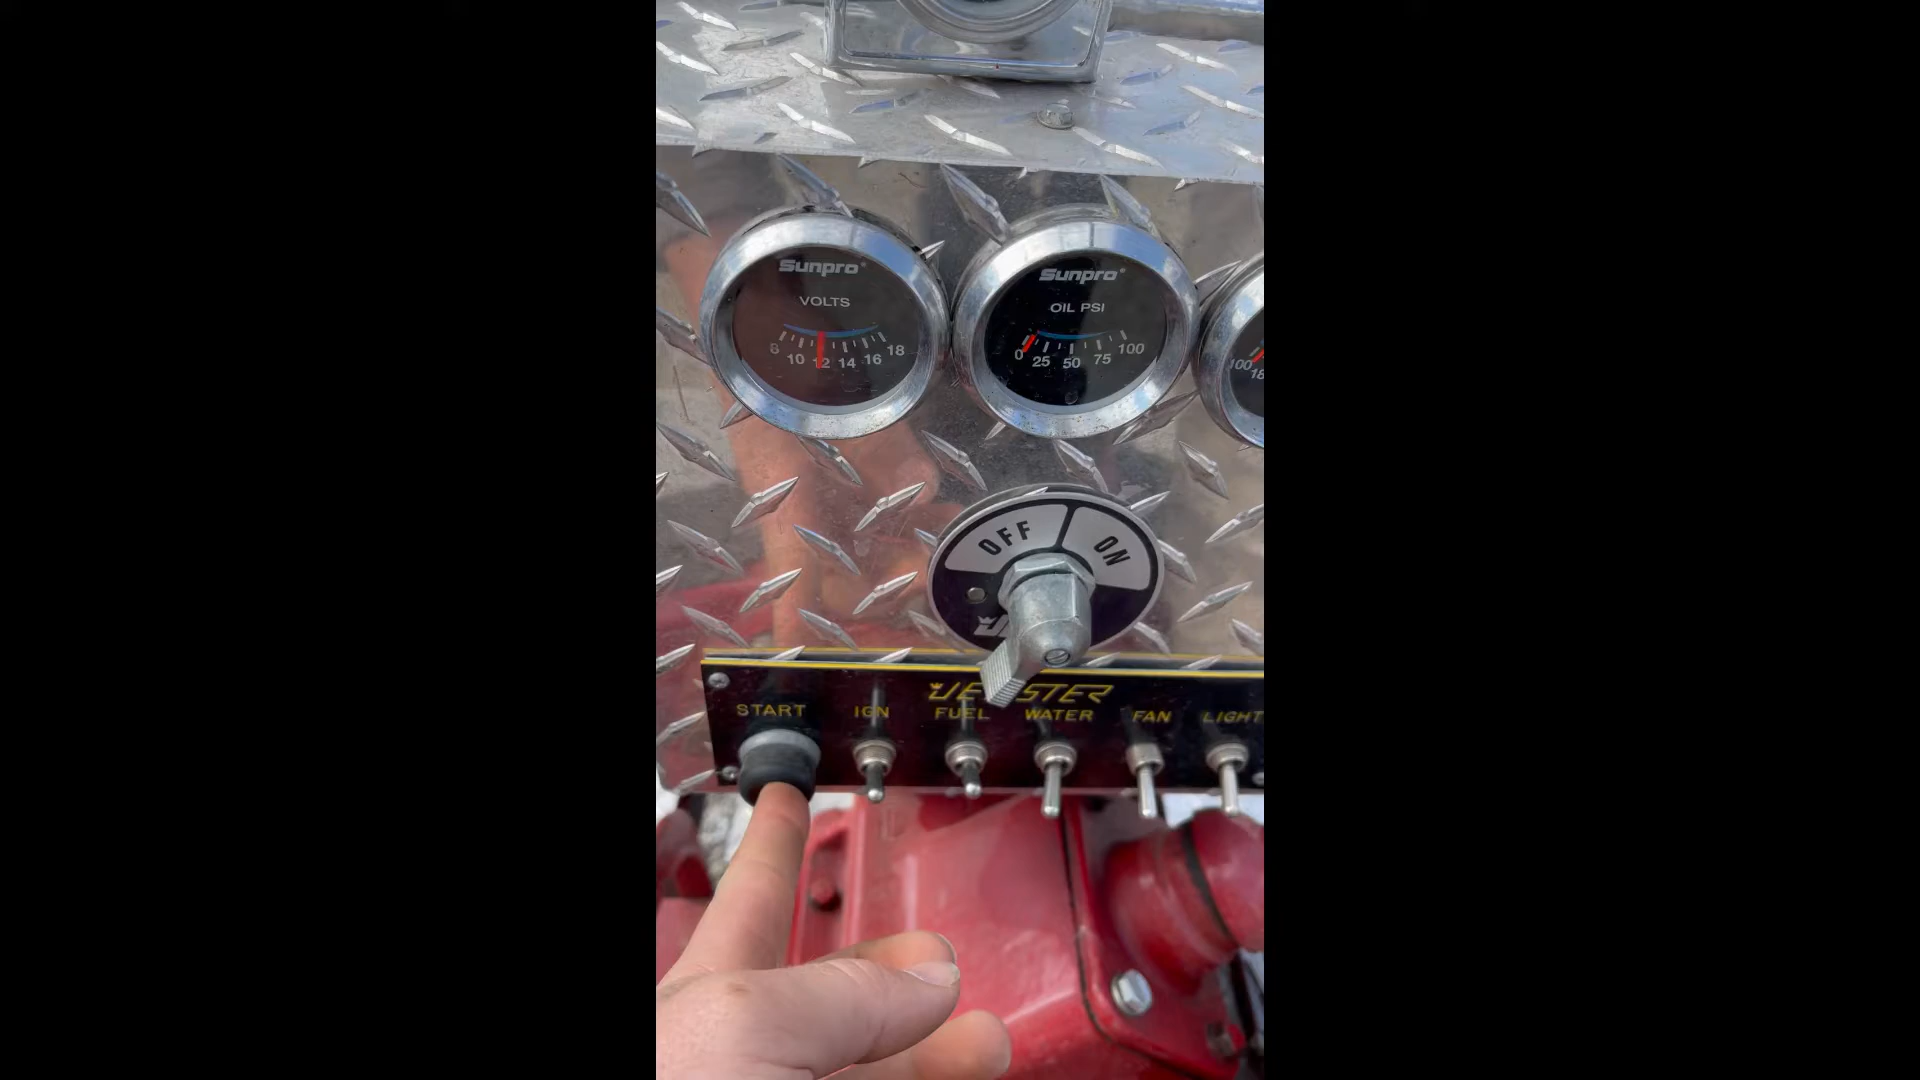 Sunpro®
VOLTS
8 10 12 14 16 18
Sunpro®
OIL PSI
0 25 50 75 100
100
OFF ON
START IGN FUEL WATER FAN LIGHT